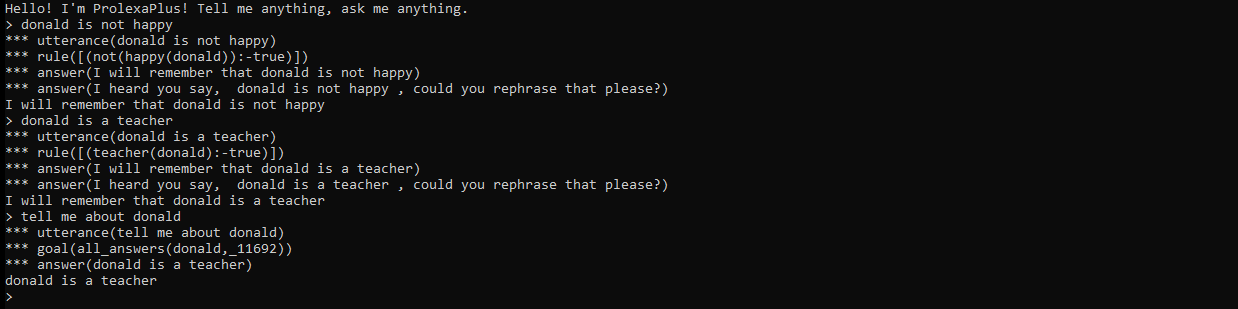 Hello! I'm ProlexaPlus! Tell me anything, ask me anything.
> donald is not happy
*** utterance(donald is not happy)
*** rule([(not(happy(donald)):-true)])
*** answer(I will remember that donald is not happy)
*** answer(I heard you say,  donald is not happy , could you rephrase that please?)
I will remember that donald is not happy
> donald is a teacher
*** utterance(donald is a teacher)
*** rule([(teacher(donald):-true)])
*** answer(I will remember that donald is a teacher)
*** answer(I heard you say,  donald is a teacher , could you rephrase that please?)
I will remember that donald is a teacher
> tell me about donald
*** utterance(tell me about donald)
*** goal(all_answers(donald,_11692))
*** answer(donald is a teacher)
donald is a teacher
>